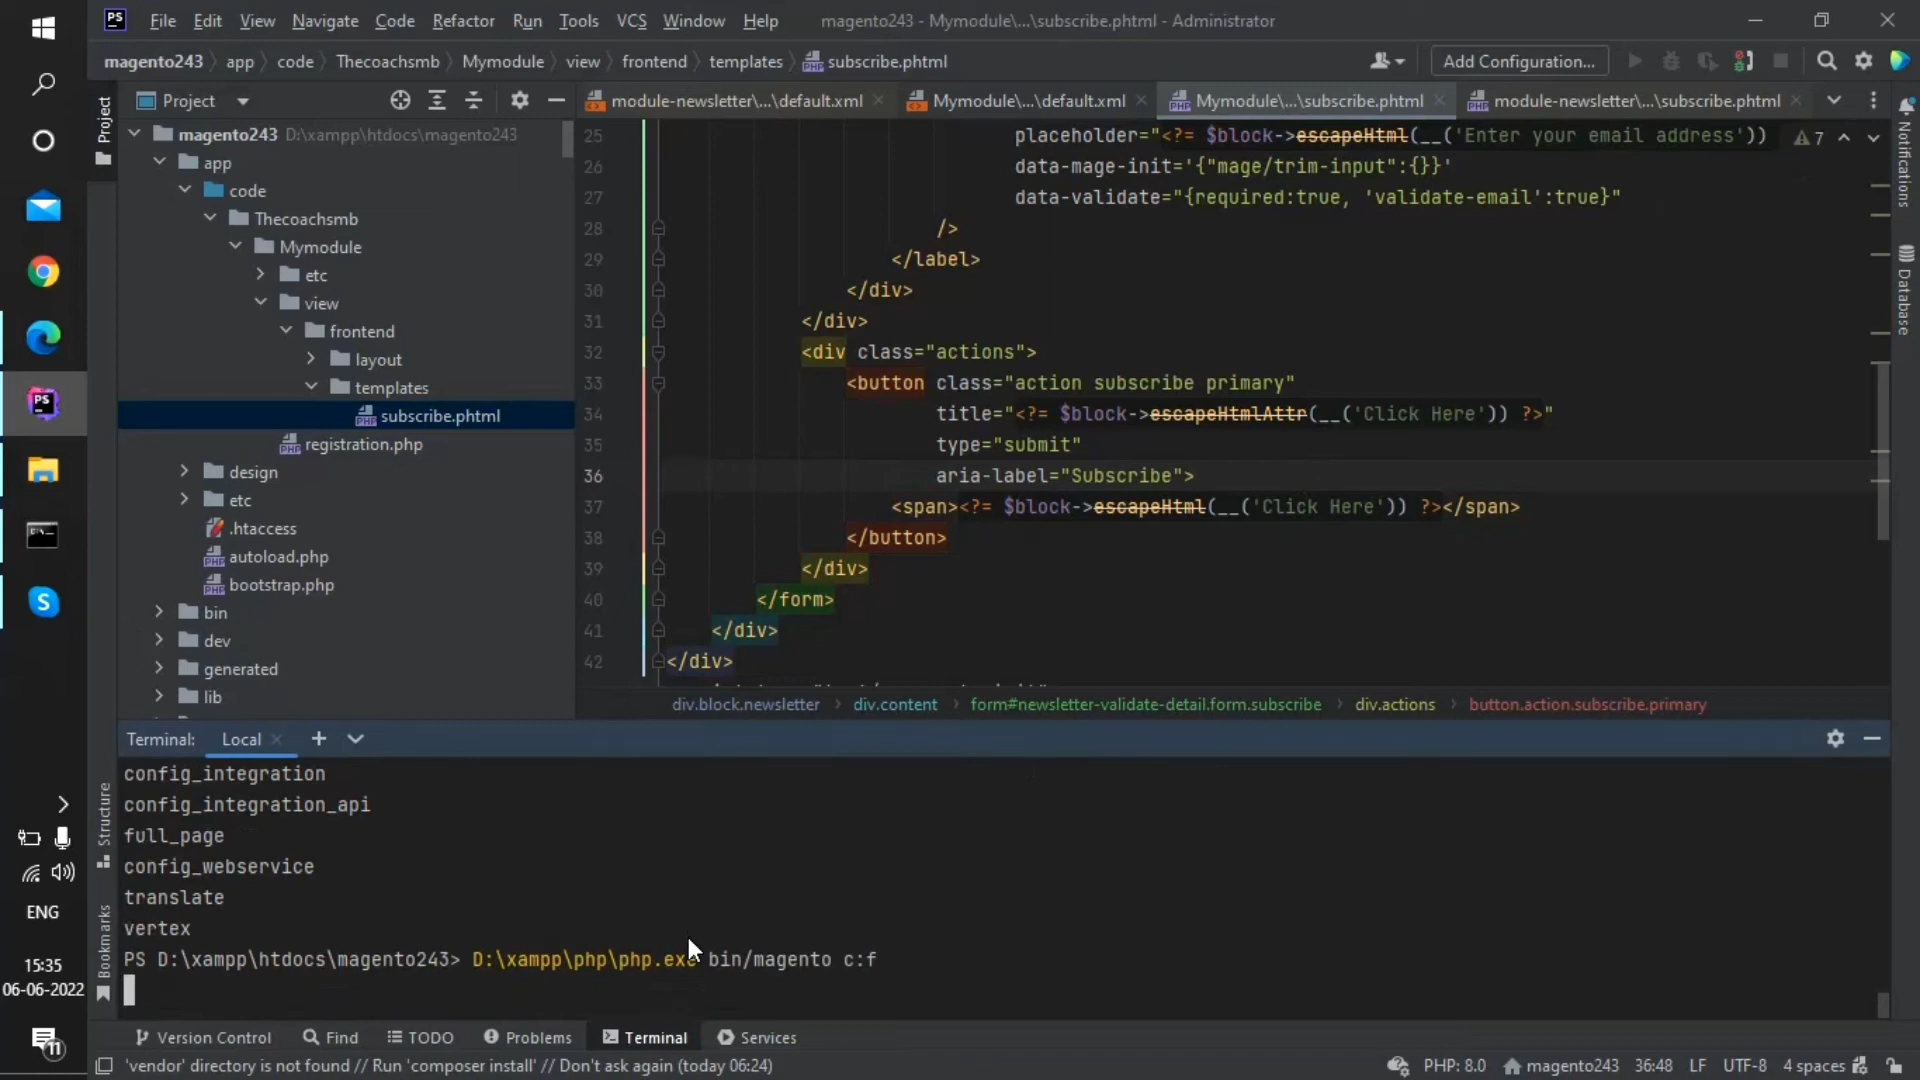 PS File Edit View Navigate Code Refactor Run Tools VCS Window Help magento243 - Mymodule\...\subscribe.phtml - Administrator
magento243 app code Thecoachsmb Mymodule view frontend templates subscribe.phtml Add Configuration...
Project module-newsletter\...\default.xml Mymodule\...\default.xml Mymodule\...\subscribe.phtml module-newsletter\...\subscribe.phtml
Project
Notifications
Database
magento243 D:\xampp\htdocs\magento243
app
code
Thecoachsmb
Mymodule
etc
view
frontend
layout
templates
subscribe.phtml
registration.php
design
etc
.htaccess
autoload.php
bootstrap.php
bin
dev
generated
lib
25 placeholder="<?= $block->escapeHtml(__('Enter your email address')) 7
26 data-mage-init='{"mage/trim-input":{}}'
27 data-validate="{required:true, 'validate-email':true}"
28 />
29 </label>
30 </div>
31 </div>
32 <div class="actions">
33 <button class="action subscribe primary"
34 title="<?= $block->escapeHtmlAttr(__('Click Here')) ?>"
35 type="submit"
36 aria-label="Subscribe">
37 <span><?= $block->escapeHtml(__('Click Here')) ?></span>
38 </button>
39 </div>
40 </form>
41 </div>
42 </div>
div.block.newsletter div.content form#newsletter-validate-detail.form.subscribe div.actions button.action.subscribe.primary
Terminal: Local
config_integration
config_integration_api
full_page
config_webservice
translate
vertex
PS D:\xampp\htdocs\magento243> D:\xampp\php\php.exe bin/magento c:f
Structure
Bookmarks
ENG
15:35
06-06-2022
11
Version Control Find TODO Problems Terminal Services
'vendor' directory is not found // Run 'composer install' // Don't ask again (today 06:24) PHP: 8.0 magento243 36:48 LF UTF-8 4 spaces